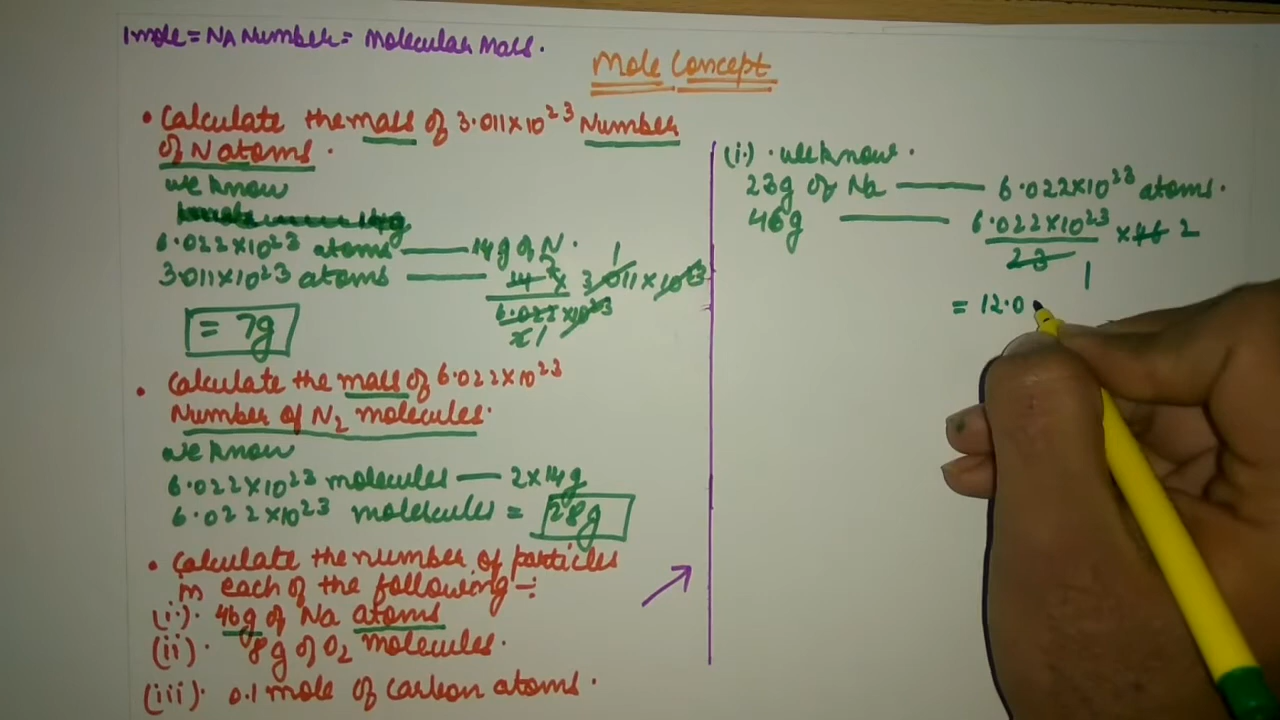 1mole = NA Number = Molecular Mass.
Mole Concept
• Calculate the mass of 3.011×10²³ Number
of N atoms.
we know
6.022×10²³ atoms — 14g of N.
3.011×10²³ atoms — 14 × 3.011×10²³
6.022×10²³
2
1
1
= 7g
• Calculate the mass of 6.022×10²³
Number of N₂ molecules.
we know
6.022×10²³ molecules — 2×14g
6.022×10²³ molecules = 28g
• Calculate the number of particles
in each of the following -:
(i). 46g of Na atoms
(ii). 8g of O₂ molecules.
(iii). 0.1 mole of carbon atoms.
(i.) . we know .
23g of Na — 6.022×10²³ atoms.
46g — 6.022×10²³ ×46 2
23
1
= 12.0